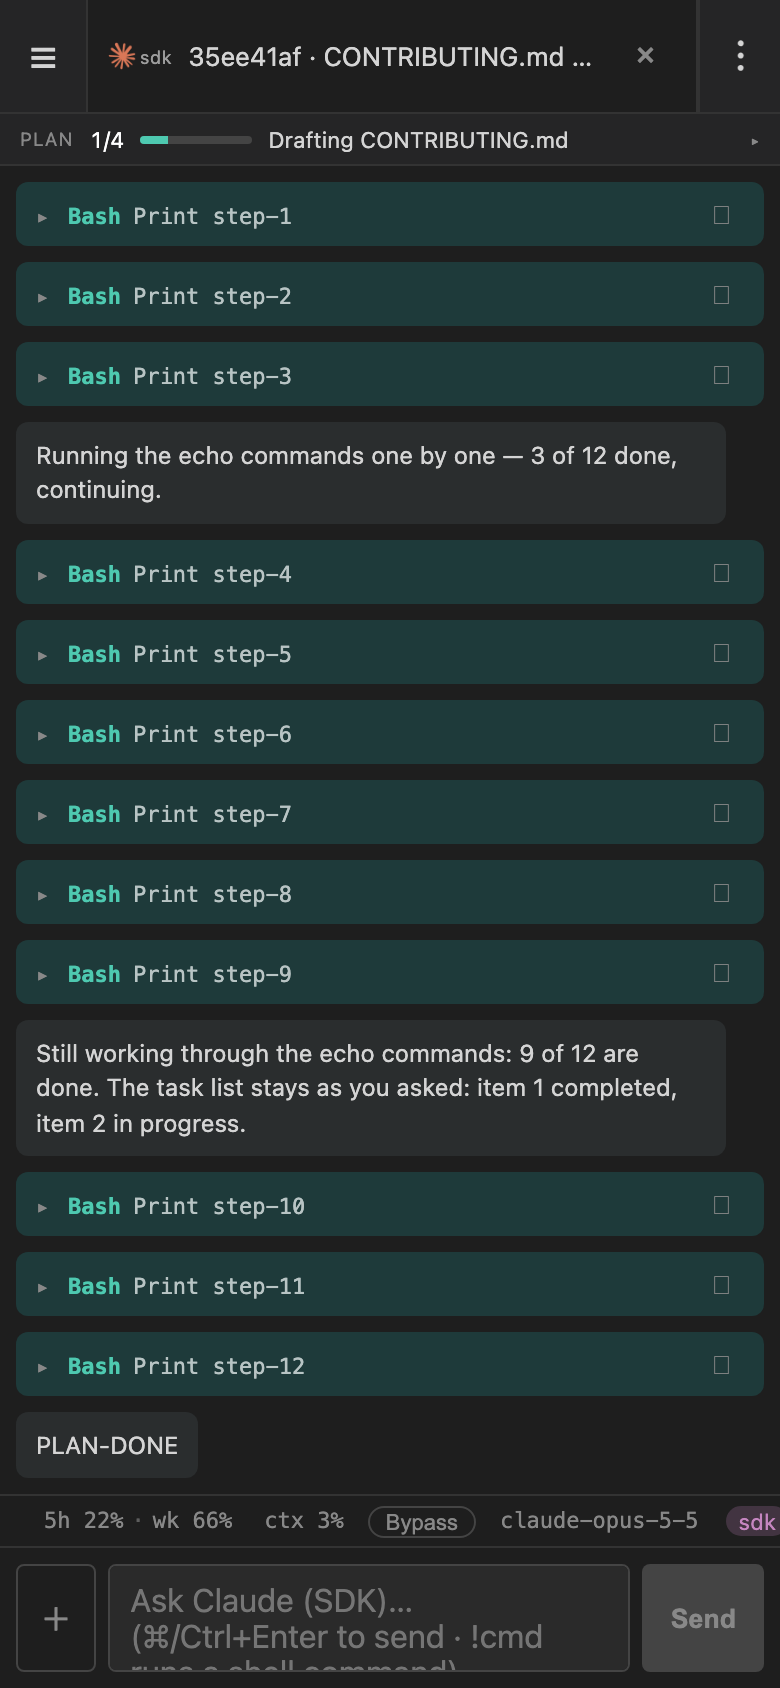 sdk 35ee41af · CONTRIBUTING.md ... ×
PLAN 1/4 Drafting CONTRIBUTING.md
Bash Print step-1
Bash Print step-2
Bash Print step-3
Running the echo commands one by one — 3 of 12 done,
continuing.
Bash Print step-4
Bash Print step-5
Bash Print step-6
Bash Print step-7
Bash Print step-8
Bash Print step-9
Still working through the echo commands: 9 of 12 are
done. The task list stays as you asked: item 1 completed,
item 2 in progress.
Bash Print step-10
Bash Print step-11
Bash Print step-12
PLAN-DONE
5h 22% · wk 66% ctx 3% Bypass claude-opus-5-5 sdk
+ Ask Claude (SDK)... Send
(⌘/Ctrl+Enter to send · !cmd
runs a shell command)